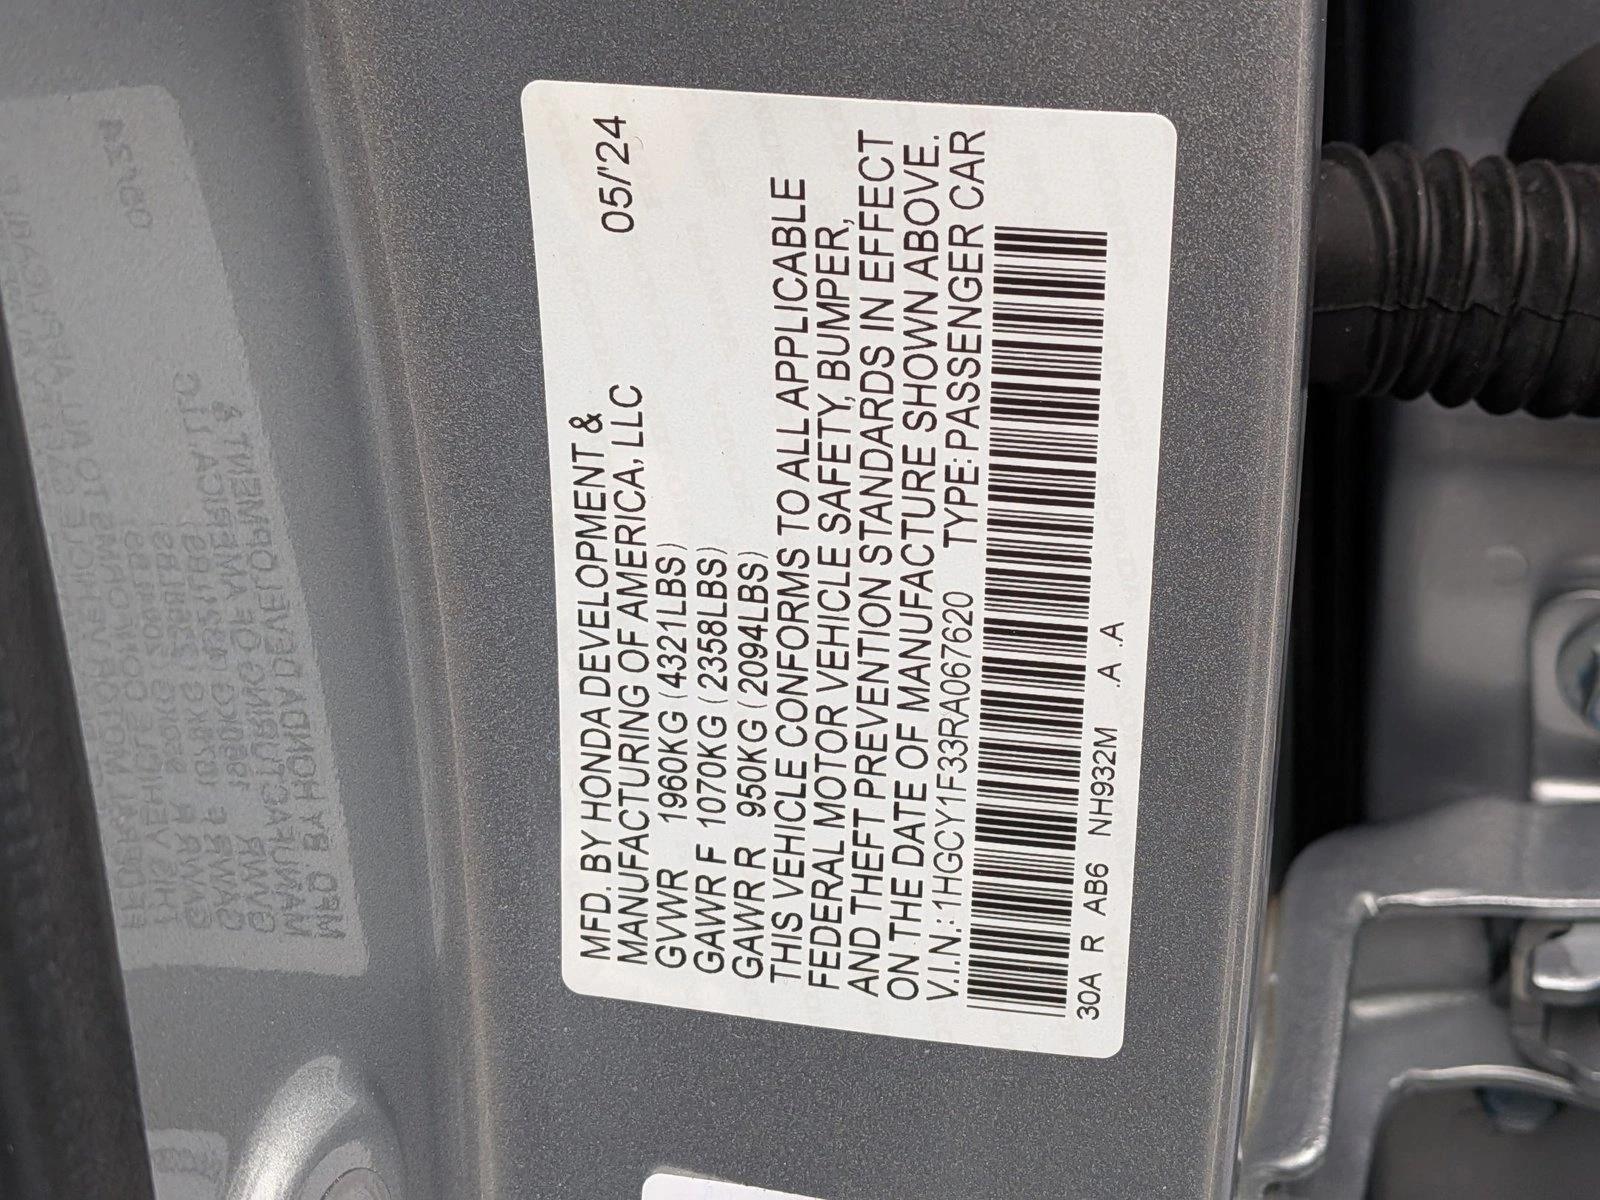 MFD. BY HONDA DEVELOPMENT &
MANUFACTURING OF AMERICA, LLC 05/'24
GVWR 1960KG (4321LBS)
GAWR F 1070KG (2358LBS)
GAWR R 950KG (2094LBS)
THIS VEHICLE CONFORMS TO ALL APPLICABLE
FEDERAL MOTOR VEHICLE SAFETY, BUMPER,
AND THEFT PREVENTION STANDARDS IN EFFECT
ON THE DATE OF MANUFACTURE SHOWN ABOVE.
V.I.N.: 1HGCY1F33RA067620 TYPE: PASSENGER CAR
30A R AB6 NH932M .A .A